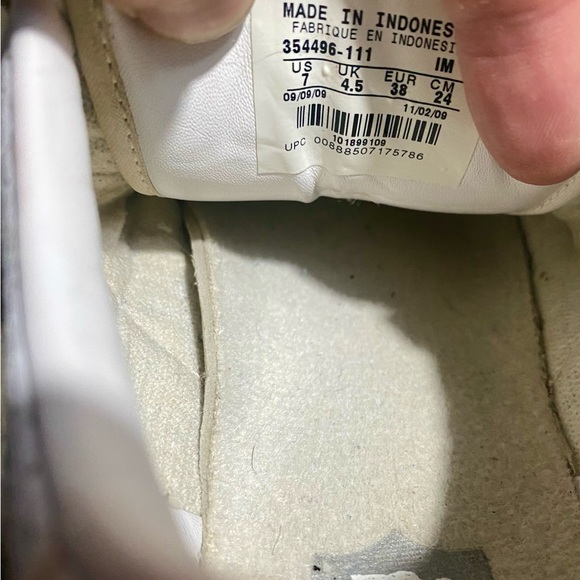 MADE IN INDONES
FABRIQUE EN INDONESI
354496-111 IM
US UK EUR CM
7 4.5 38 24
09/09/09 11/02/09
101899109
UPC 00888507175786